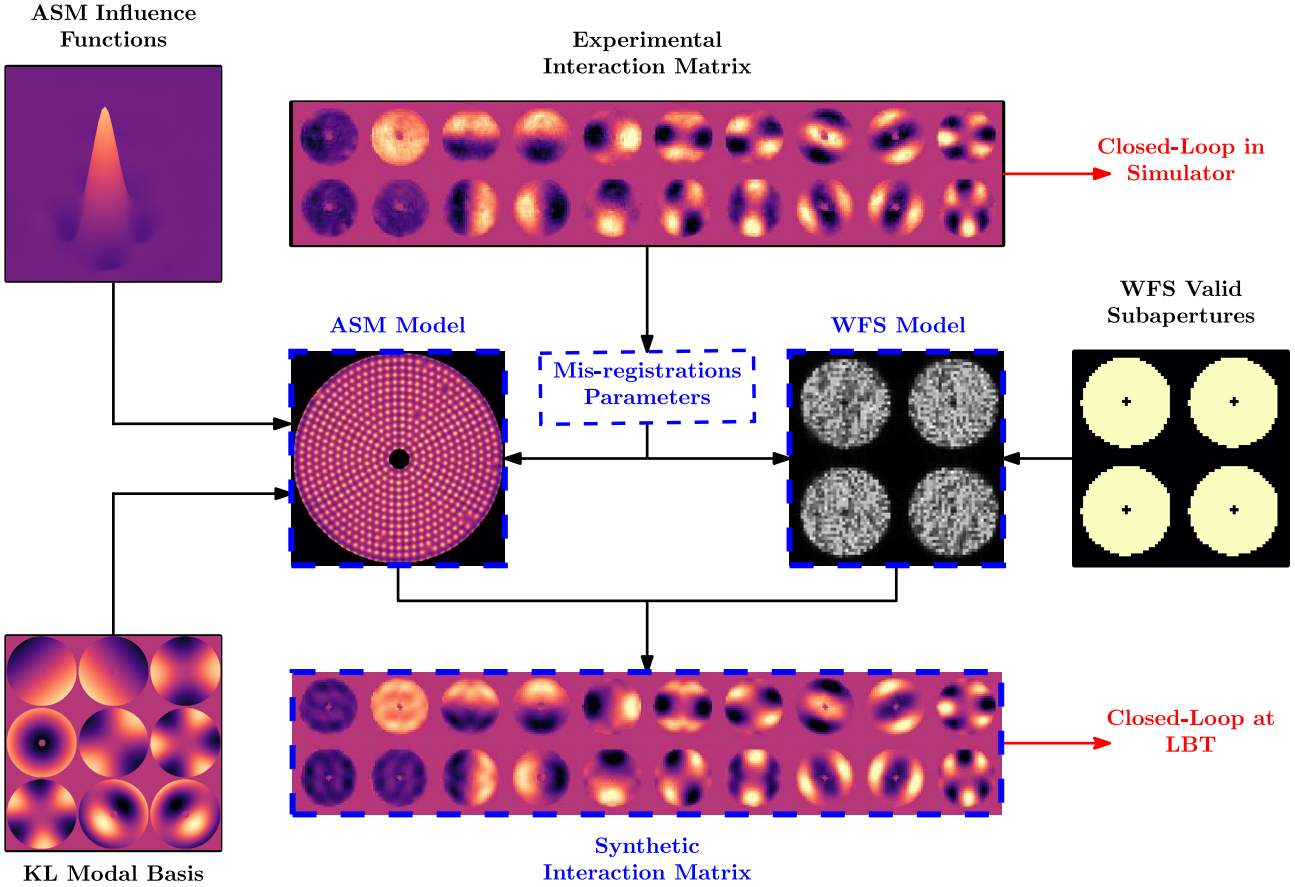 ASM Influence
Functions
Experimental
Interaction Matrix
Closed-Loop in
Simulator
WFS Valid
Subapertures
ASM Model
WFS Model
Mis-registrations
Parameters
Closed-Loop at
LBT
Synthetic
Interaction Matrix
KL Modal Basis